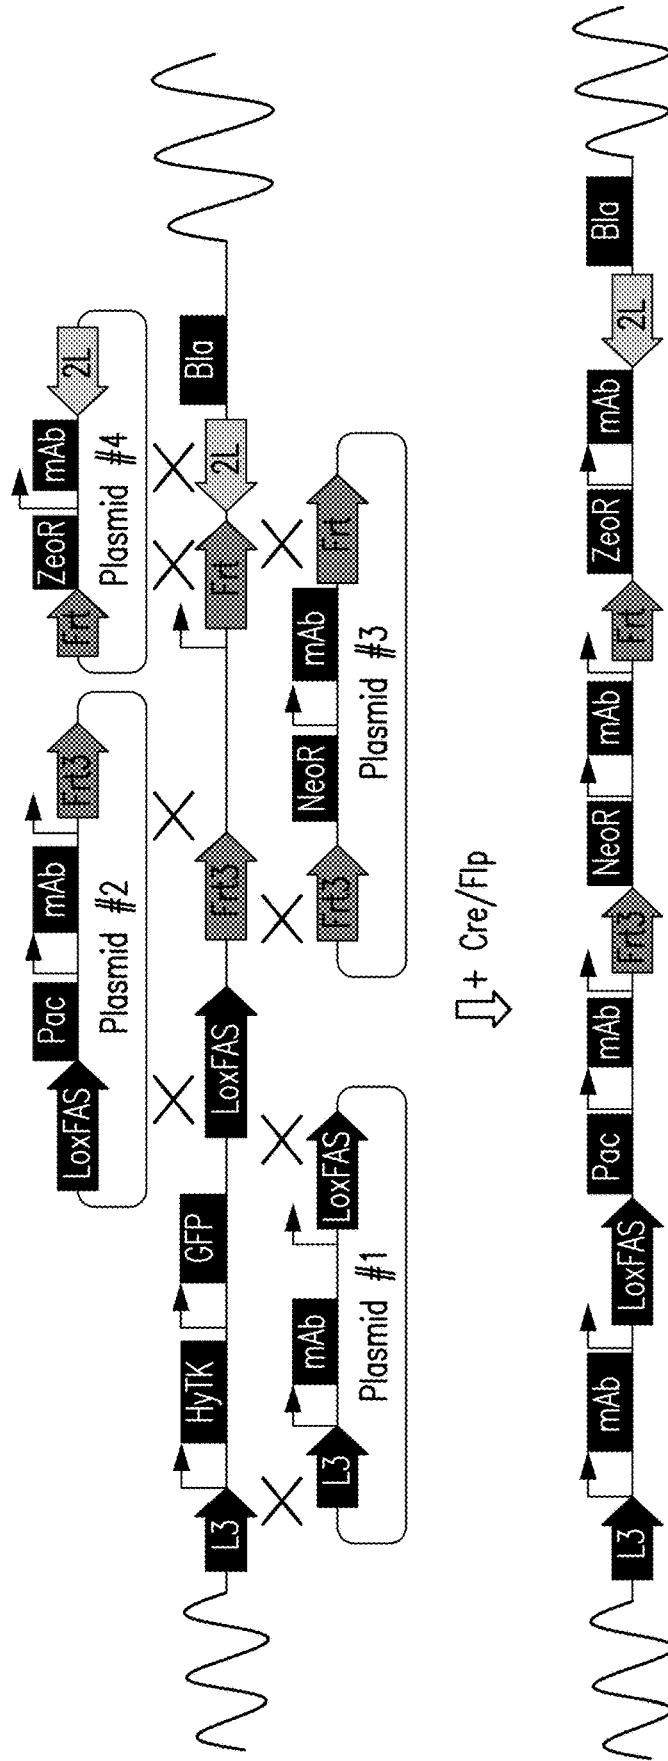 LoxFAS Pac mAb Frt3
Plasmid #2
Frt ZeoR mAb 2L
Plasmid #4
L3 HyTK GFP LoxFAS Frt3 Frt 2L Bla
L3 mAb LoxFAS
Plasmid #1
Frt3 NeoR mAb Frt
Plasmid #3
+ Cre/Flp
L3 mAb LoxFAS Pac mAb Frt3 NeoR mAb Frt ZeoR mAb 2L Bla